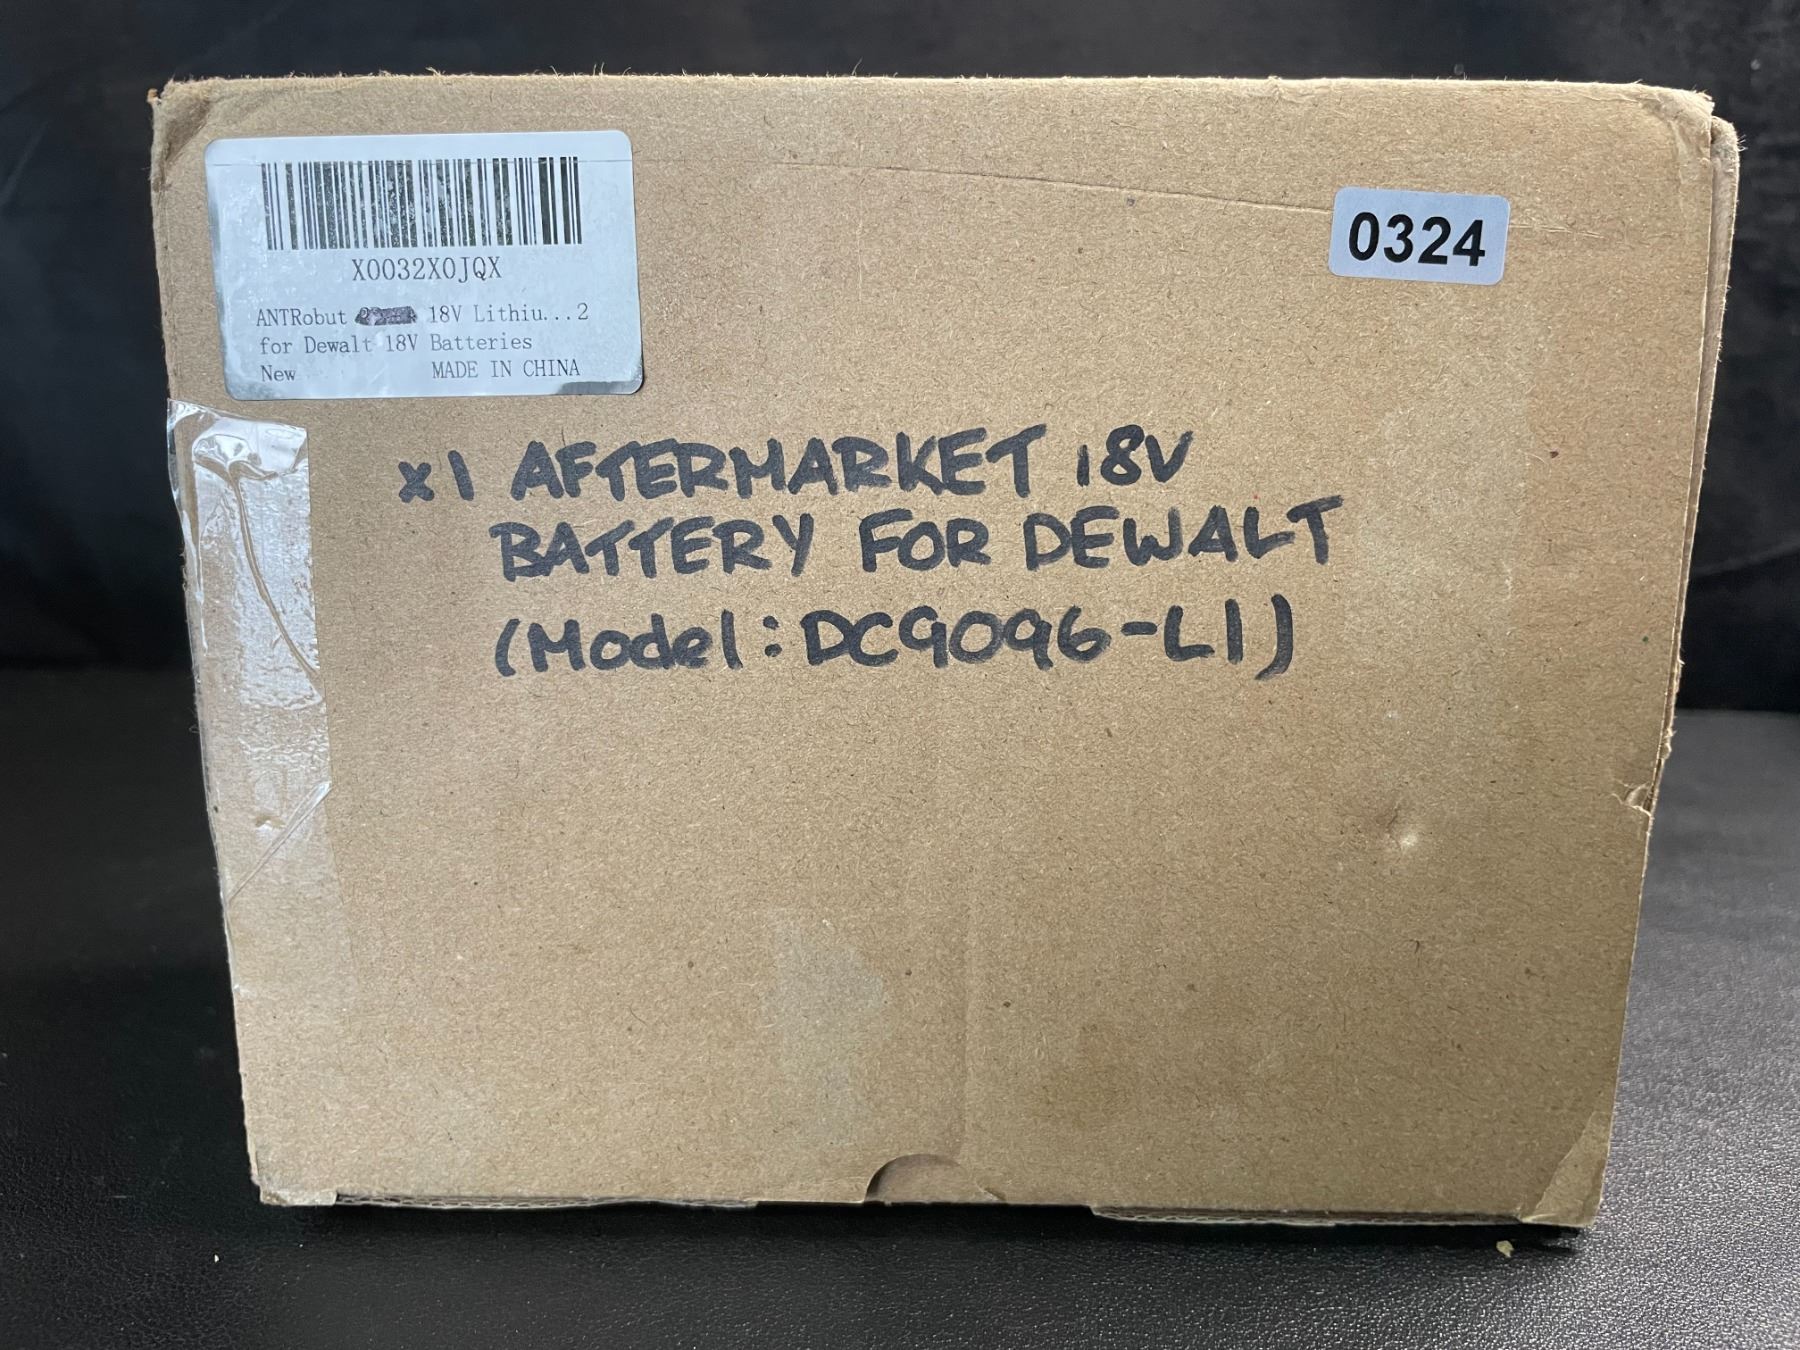 X0032X0JQX
ANTRobut 18V Lithiu...2
for Dewalt 18V Batteries
New MADE IN CHINA
0324
x1 AFTERMARKET 18V
BATTERY FOR DEWALT
(Model: DC9096-LI)